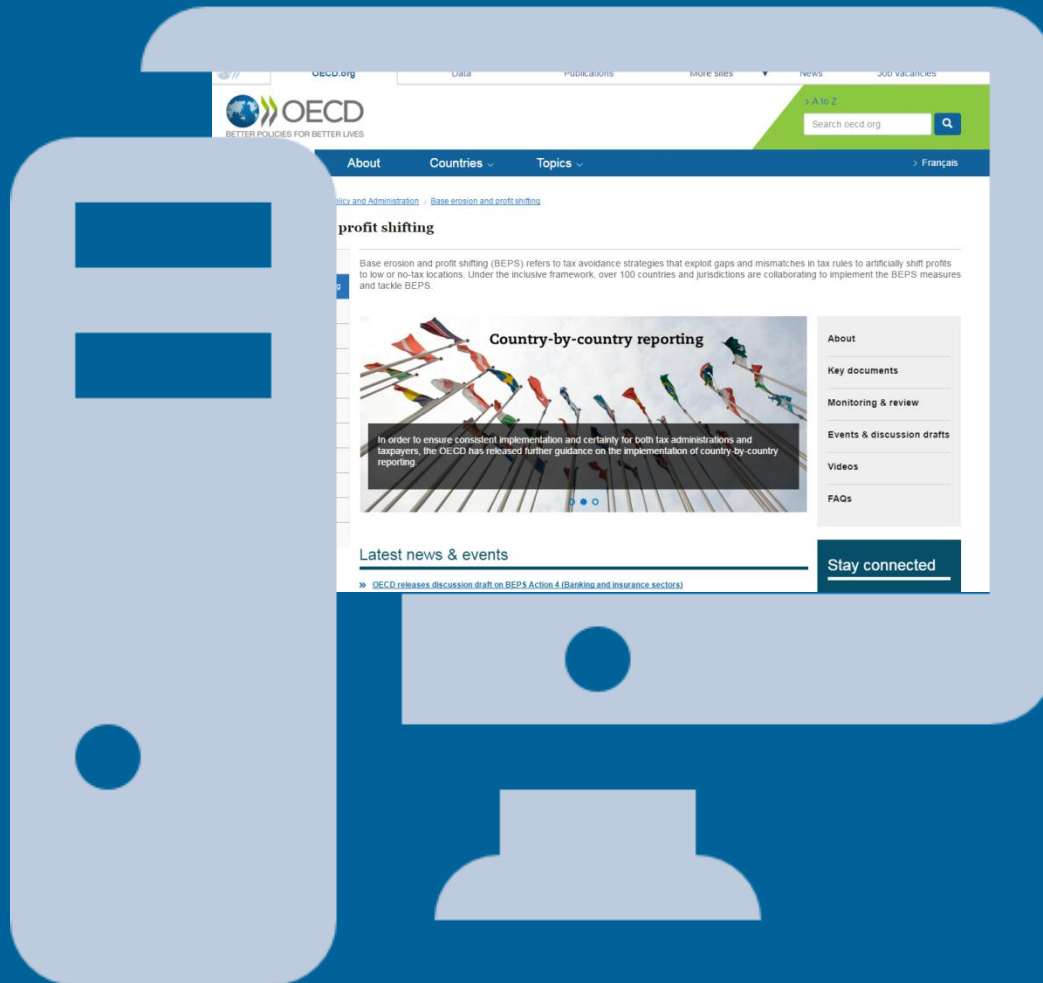 OECD.org Data Publications More sites ▼ News Job vacancies
OECD
BETTER POLICIES FOR BETTER LIVES
> A to Z
Search oecd.org
About Countries Topics > Français
and Administration › Base erosion and profit shifting
profit shifting
Base erosion and profit shifting (BEPS) refers to tax avoidance strategies that exploit gaps and mismatches in tax rules to artificially shift profits
to low or no-tax locations. Under the inclusive framework, over 100 countries and jurisdictions are collaborating to implement the BEPS measures
and tackle BEPS.
Country-by-country reporting
In order to ensure consistent implementation and certainty for both tax administrations and
taxpayers, the OECD has released further guidance on the implementation of country-by-country
reporting.
About
Key documents
Monitoring & review
Events & discussion drafts
Videos
FAQs
Latest news & events
» OECD releases discussion draft on BEPS Action 4 (Banking and insurance sectors)
Stay connected